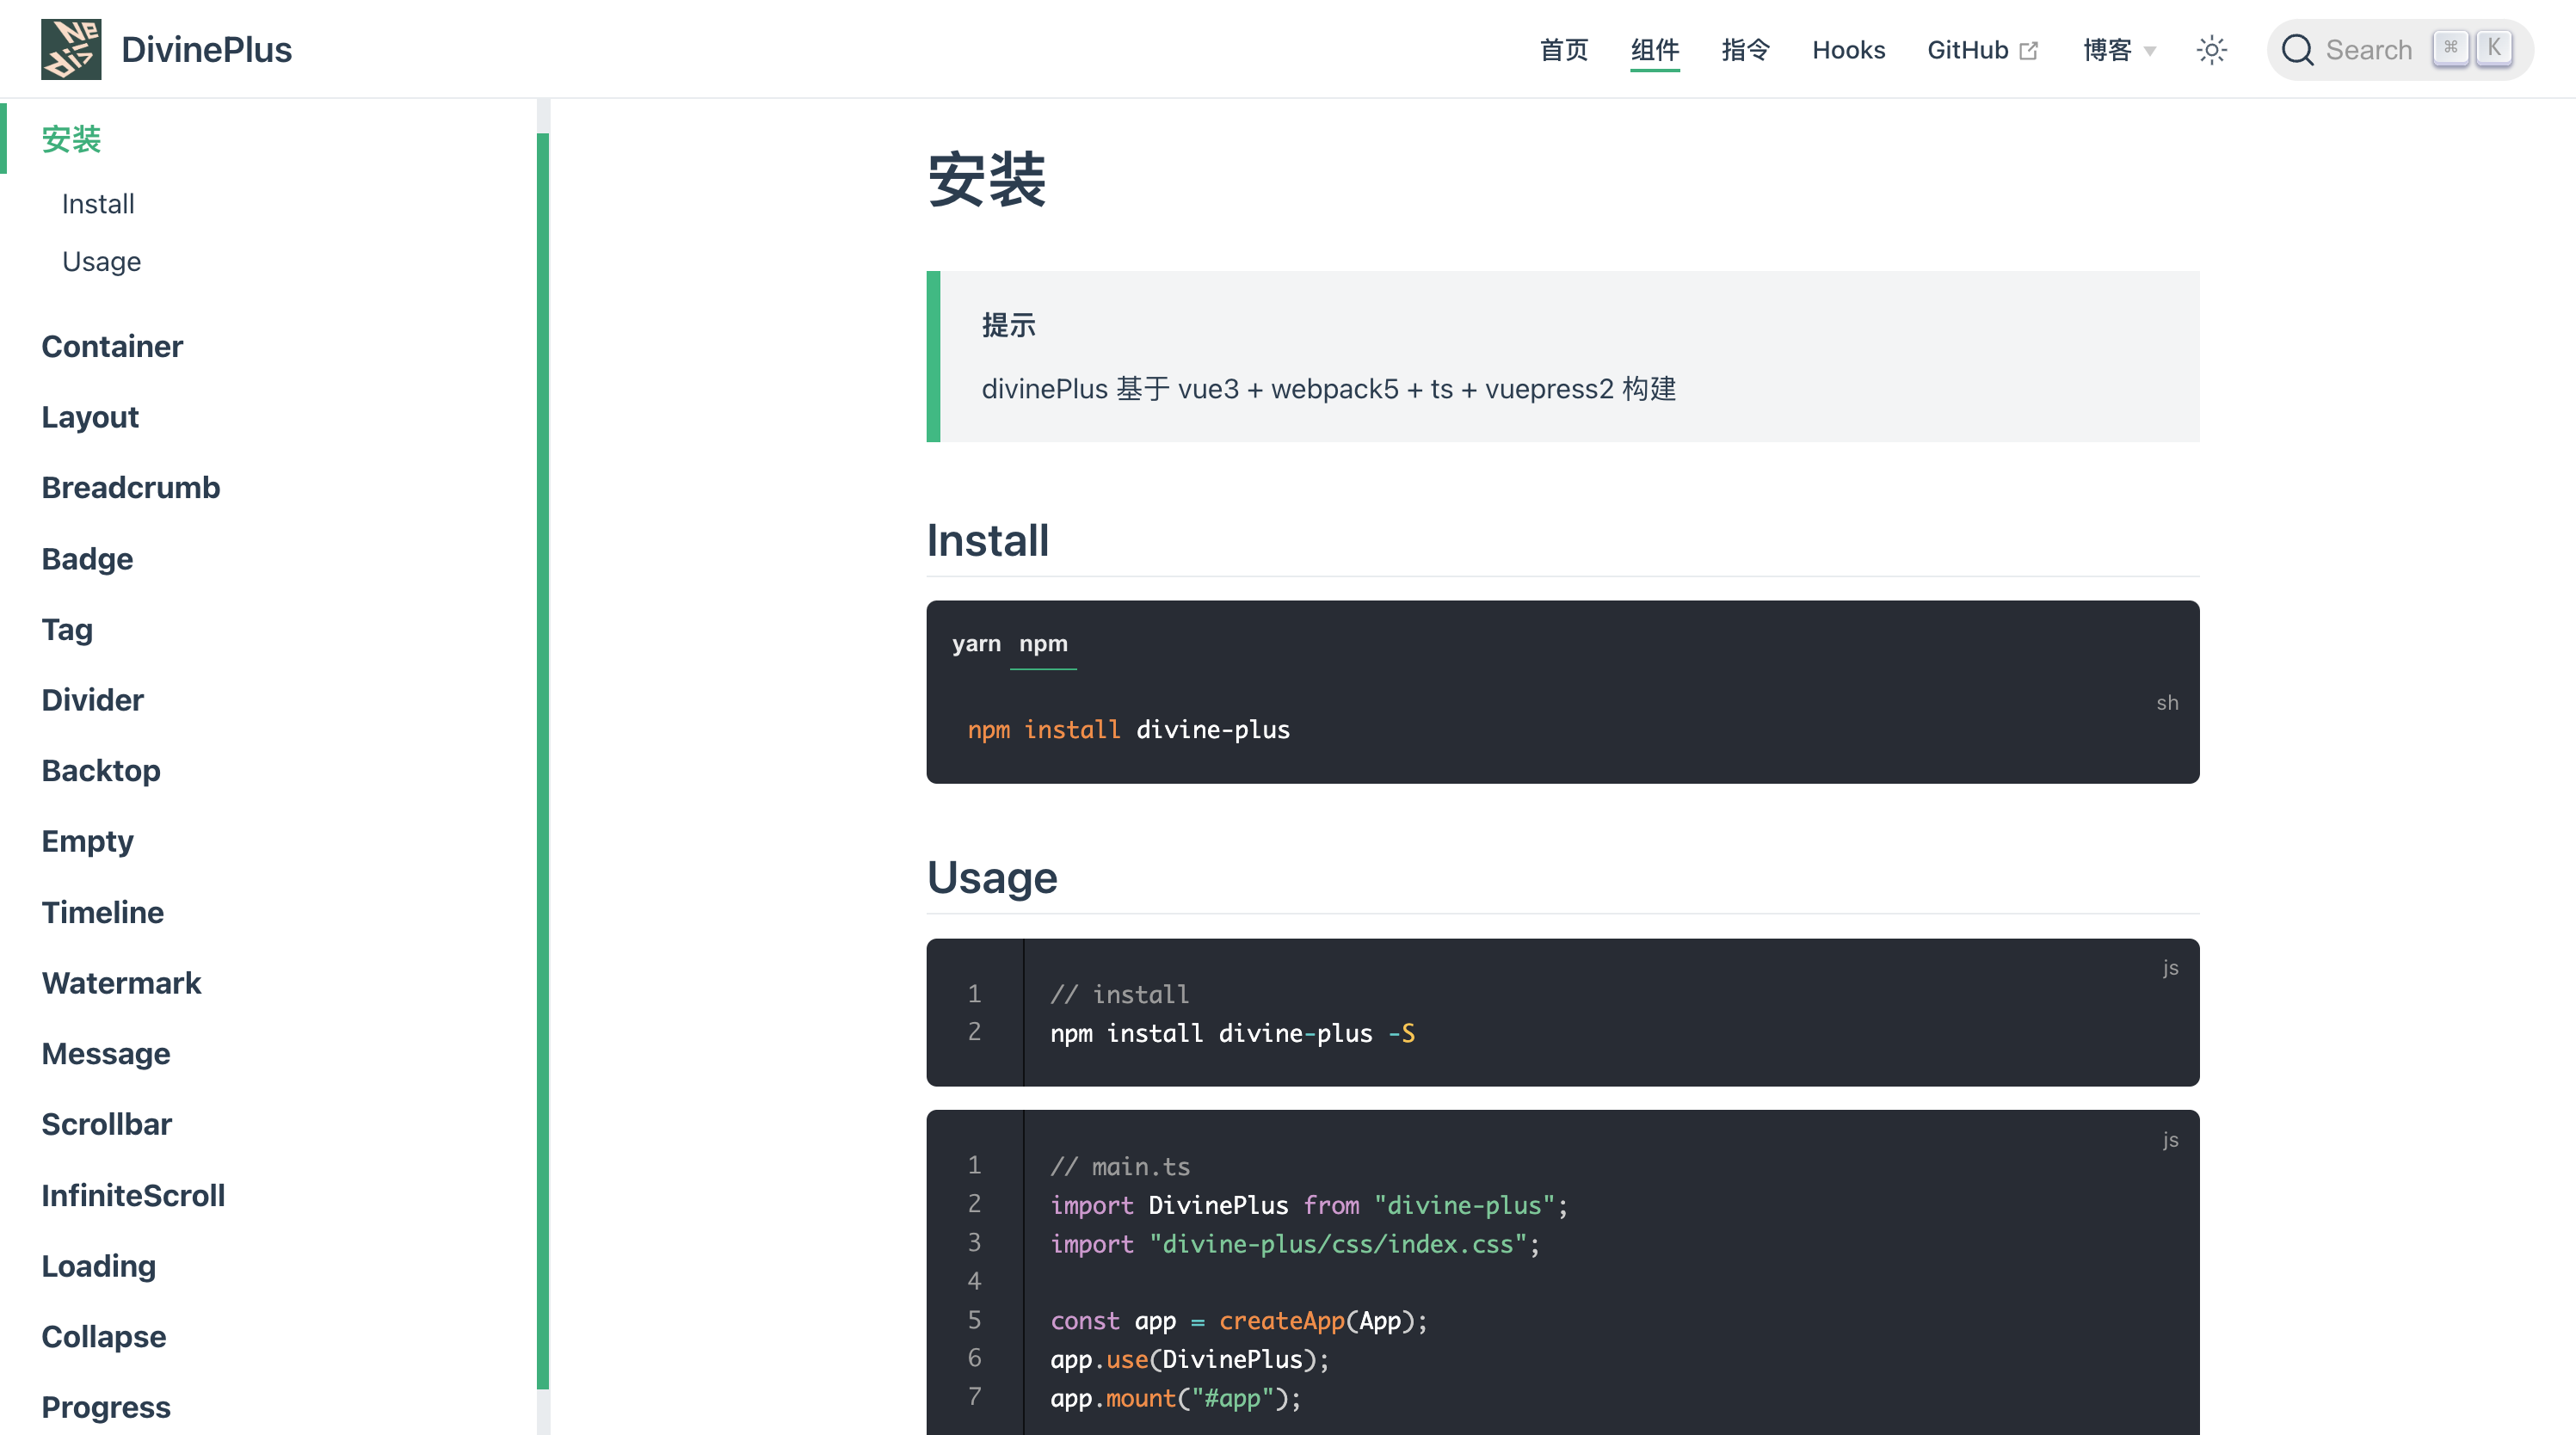 DivinePlus
首页 组件 指令 Hooks GitHub 博客 Search ⌘ K
安装
Install
Usage
Container
Layout
Breadcrumb
Badge
Tag
Divider
Backtop
Empty
Timeline
Watermark
Message
Scrollbar
InfiniteScroll
Loading
Collapse
Progress
安装
提示
divinePlus 基于 vue3 + webpack5 + ts + vuepress2 构建
Install
yarn npm
sh
npm install divine-plus
Usage
js
1 // install
2 npm install divine-plus -S
js
1 // main.ts
2 import DivinePlus from "divine-plus";
3 import "divine-plus/css/index.css";
4
5 const app = createApp(App);
6 app.use(DivinePlus);
7 app.mount("#app");